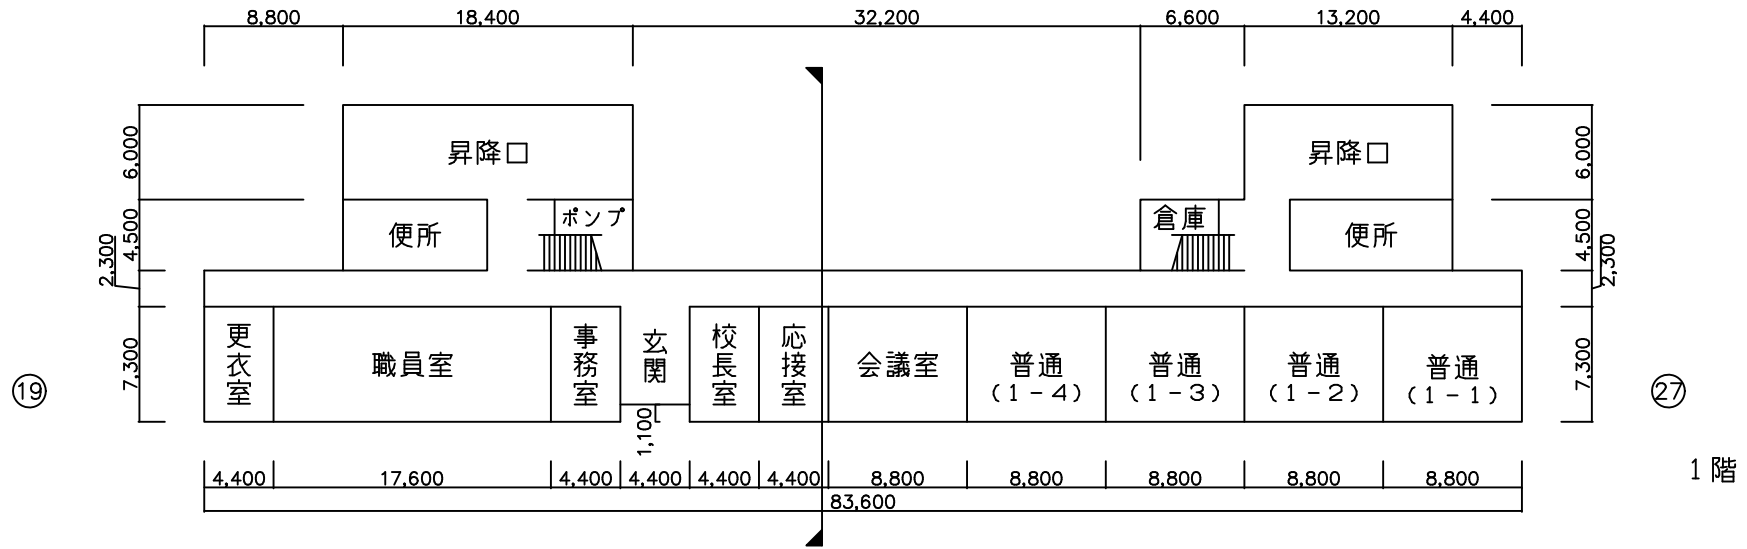 8,800 18,400 32,200 6,600 13,200 4,400
昇降口
昇降口
6,000
6,000
便所
ポンプ
倉庫
便所
4,500
4,500
2,300
2,300
更衣室
職員室
事務室
玄関
校長室
応接室
会議室
普通
(1-4)
普通
(1-3)
普通
(1-2)
普通
(1-1)
7,300
7,300
19
27
1,100
1階
4,400 17,600 4,400 4,400 4,400 4,400 8,800 8,800 8,800 8,800 8,800
83,600